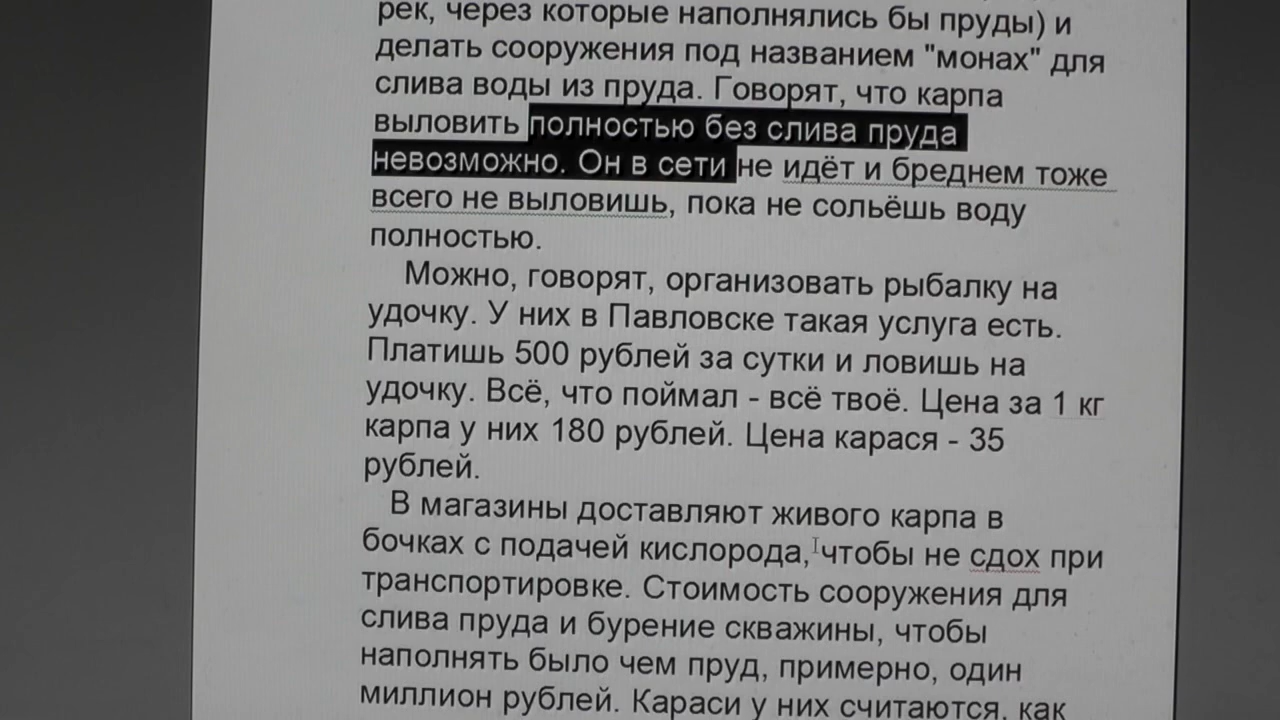 рек, через которые наполнялись бы пруды) и
делать сооружения под названием "монах" для
слива воды из пруда. Говорят, что карпа
выловить полностью без слива пруда
невозможно. Он в сети не идёт и бреднем тоже
всего не выловишь, пока не сольёшь воду
полностью.
Можно, говорят, организовать рыбалку на
удочку. У них в Павловске такая услуга есть.
Платишь 500 рублей за сутки и ловишь на
удочку. Всё, что поймал - всё твоё. Цена за 1 кг
карпа у них 180 рублей. Цена карася - 35
рублей.
В магазины доставляют живого карпа в
бочках с подачей кислорода, чтобы не сдох при
транспортировке. Стоимость сооружения для
слива пруда и бурение скважины, чтобы
наполнять было чем пруд, примерно, один
миллион рублей. Караси у них считаются, как